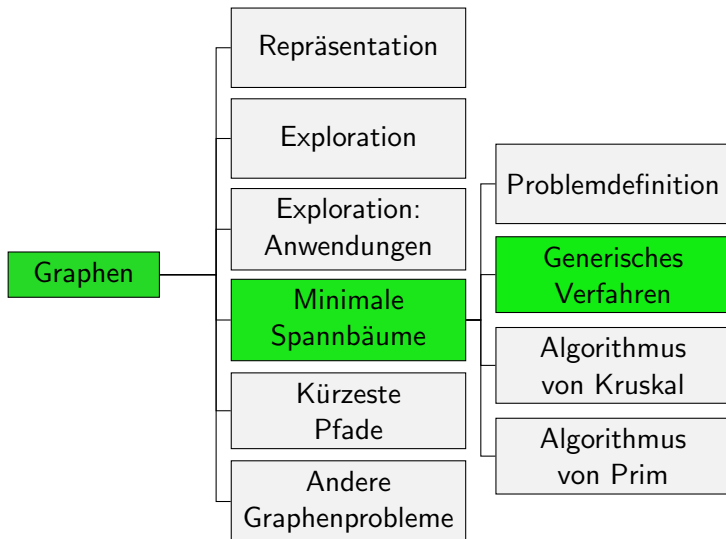 Graphen
Repräsentation
Exploration
Exploration:
Anwendungen
Minimale
Spannbäume
Kürzeste
Pfade
Andere
Graphenprobleme
Problemdefinition
Generisches
Verfahren
Algorithmus
von Kruskal
Algorithmus
von Prim